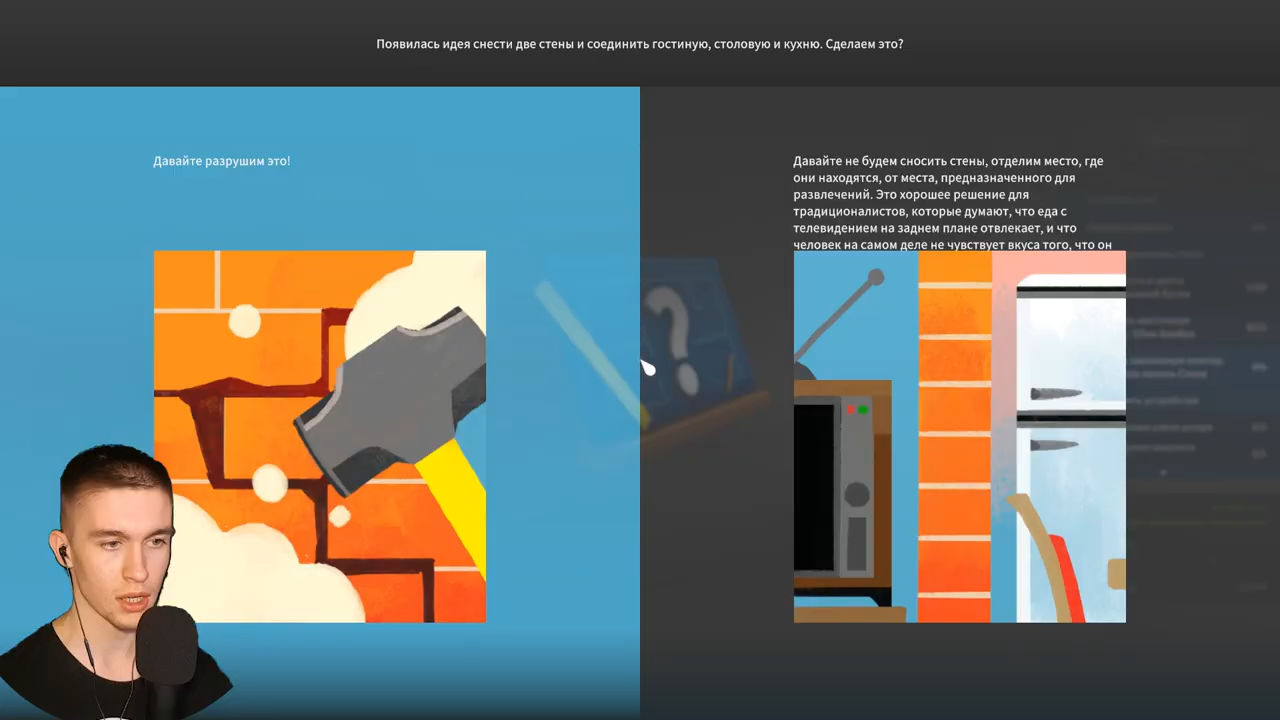 Появилась идея снести две стены и соединить гостиную, столовую и кухню. Сделаем это?
Давайте разрушим это!
Давайте не будем сносить стены, отделим место, где
они находятся, от места, предназначенного для
развлечений. Это хорошее решение для
традиционалистов, которые думают, что еда с
телевидением на заднем плане отвлекает, и что
человек на самом деле не чувствует вкуса того, что он
?